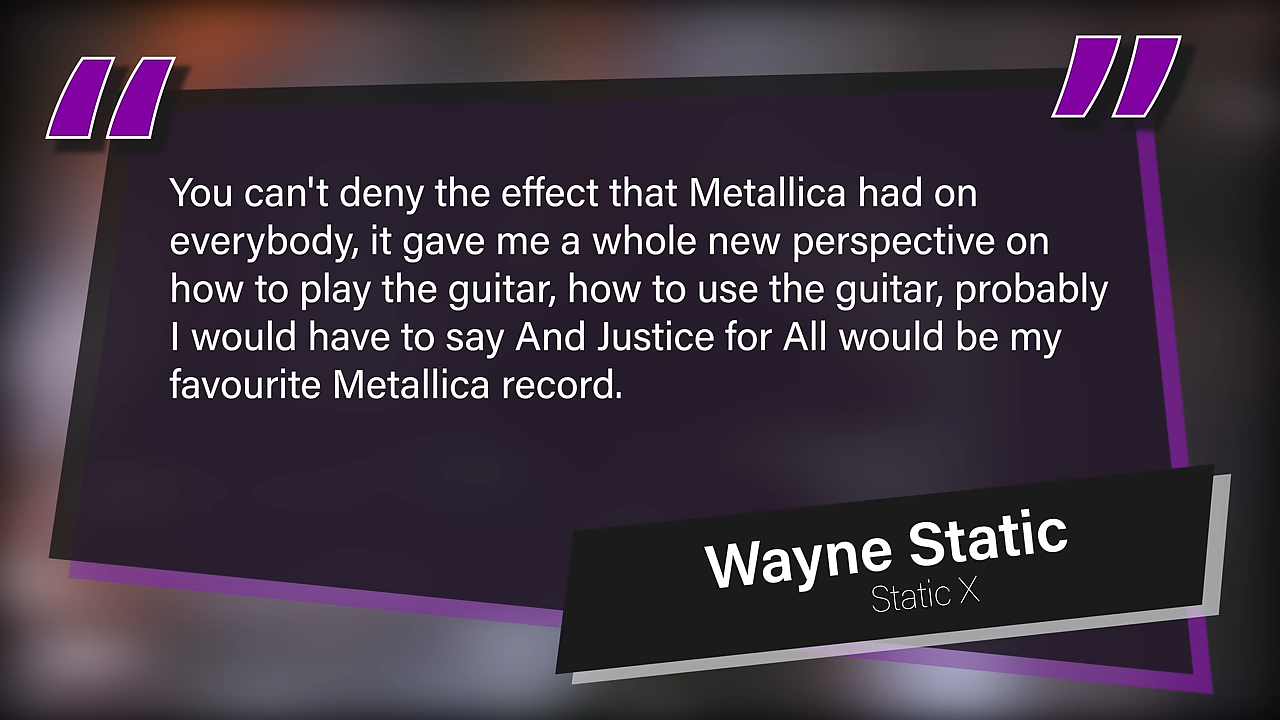 You can't deny the effect that Metallica had on
everybody, it gave me a whole new perspective on
how to play the guitar, how to use the guitar, probably
I would have to say And Justice for All would be my
favourite Metallica record.
Wayne Static
Static X